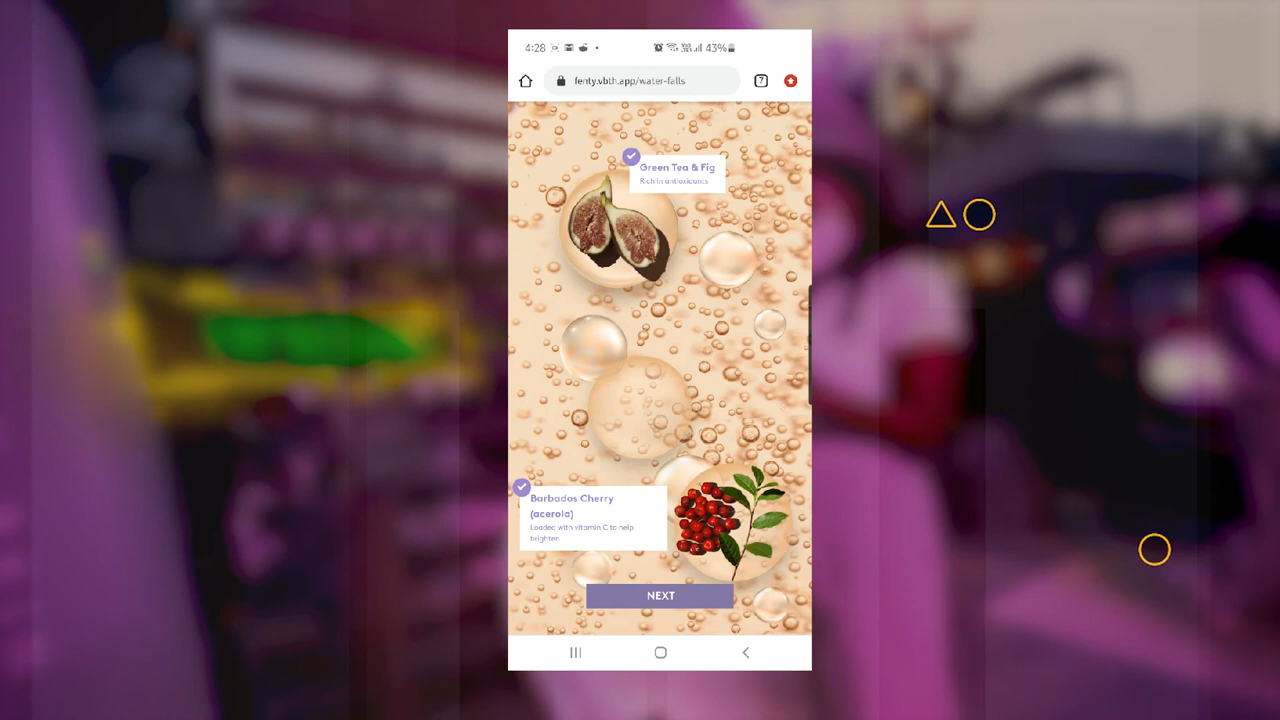 4:28
43%
fenty.vbth.app/water-falls
7
Green Tea & Fig
Rich in antioxidants
Barbados Cherry
(acerola)
Loaded with vitamin C to help
brighten
NEXT